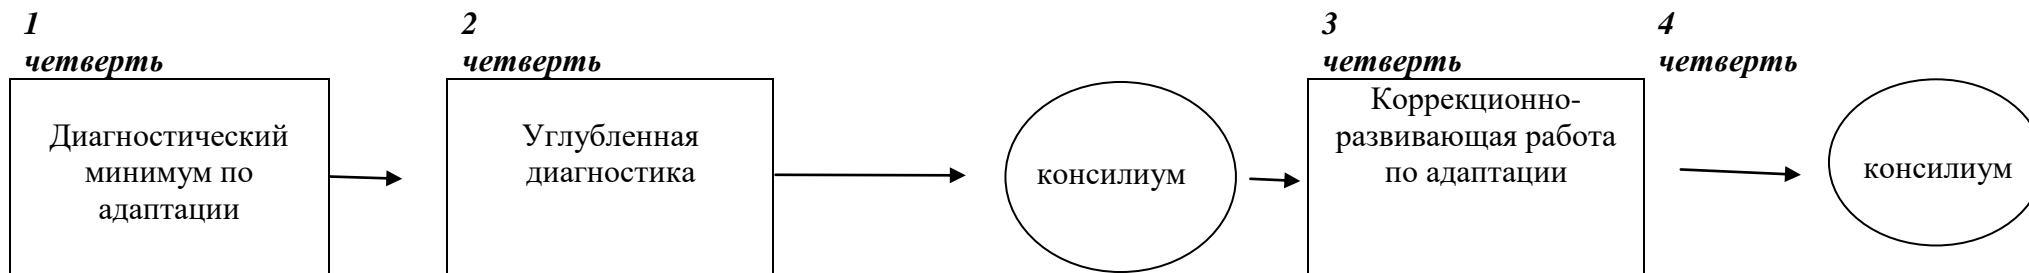 1
четверть
Диагностический
минимум по
адаптации
2
четверть
Углубленная
диагностика
консилиум
3
четверть
Коррекционно-
развивающая работа
по адаптации
4
четверть
консилиум